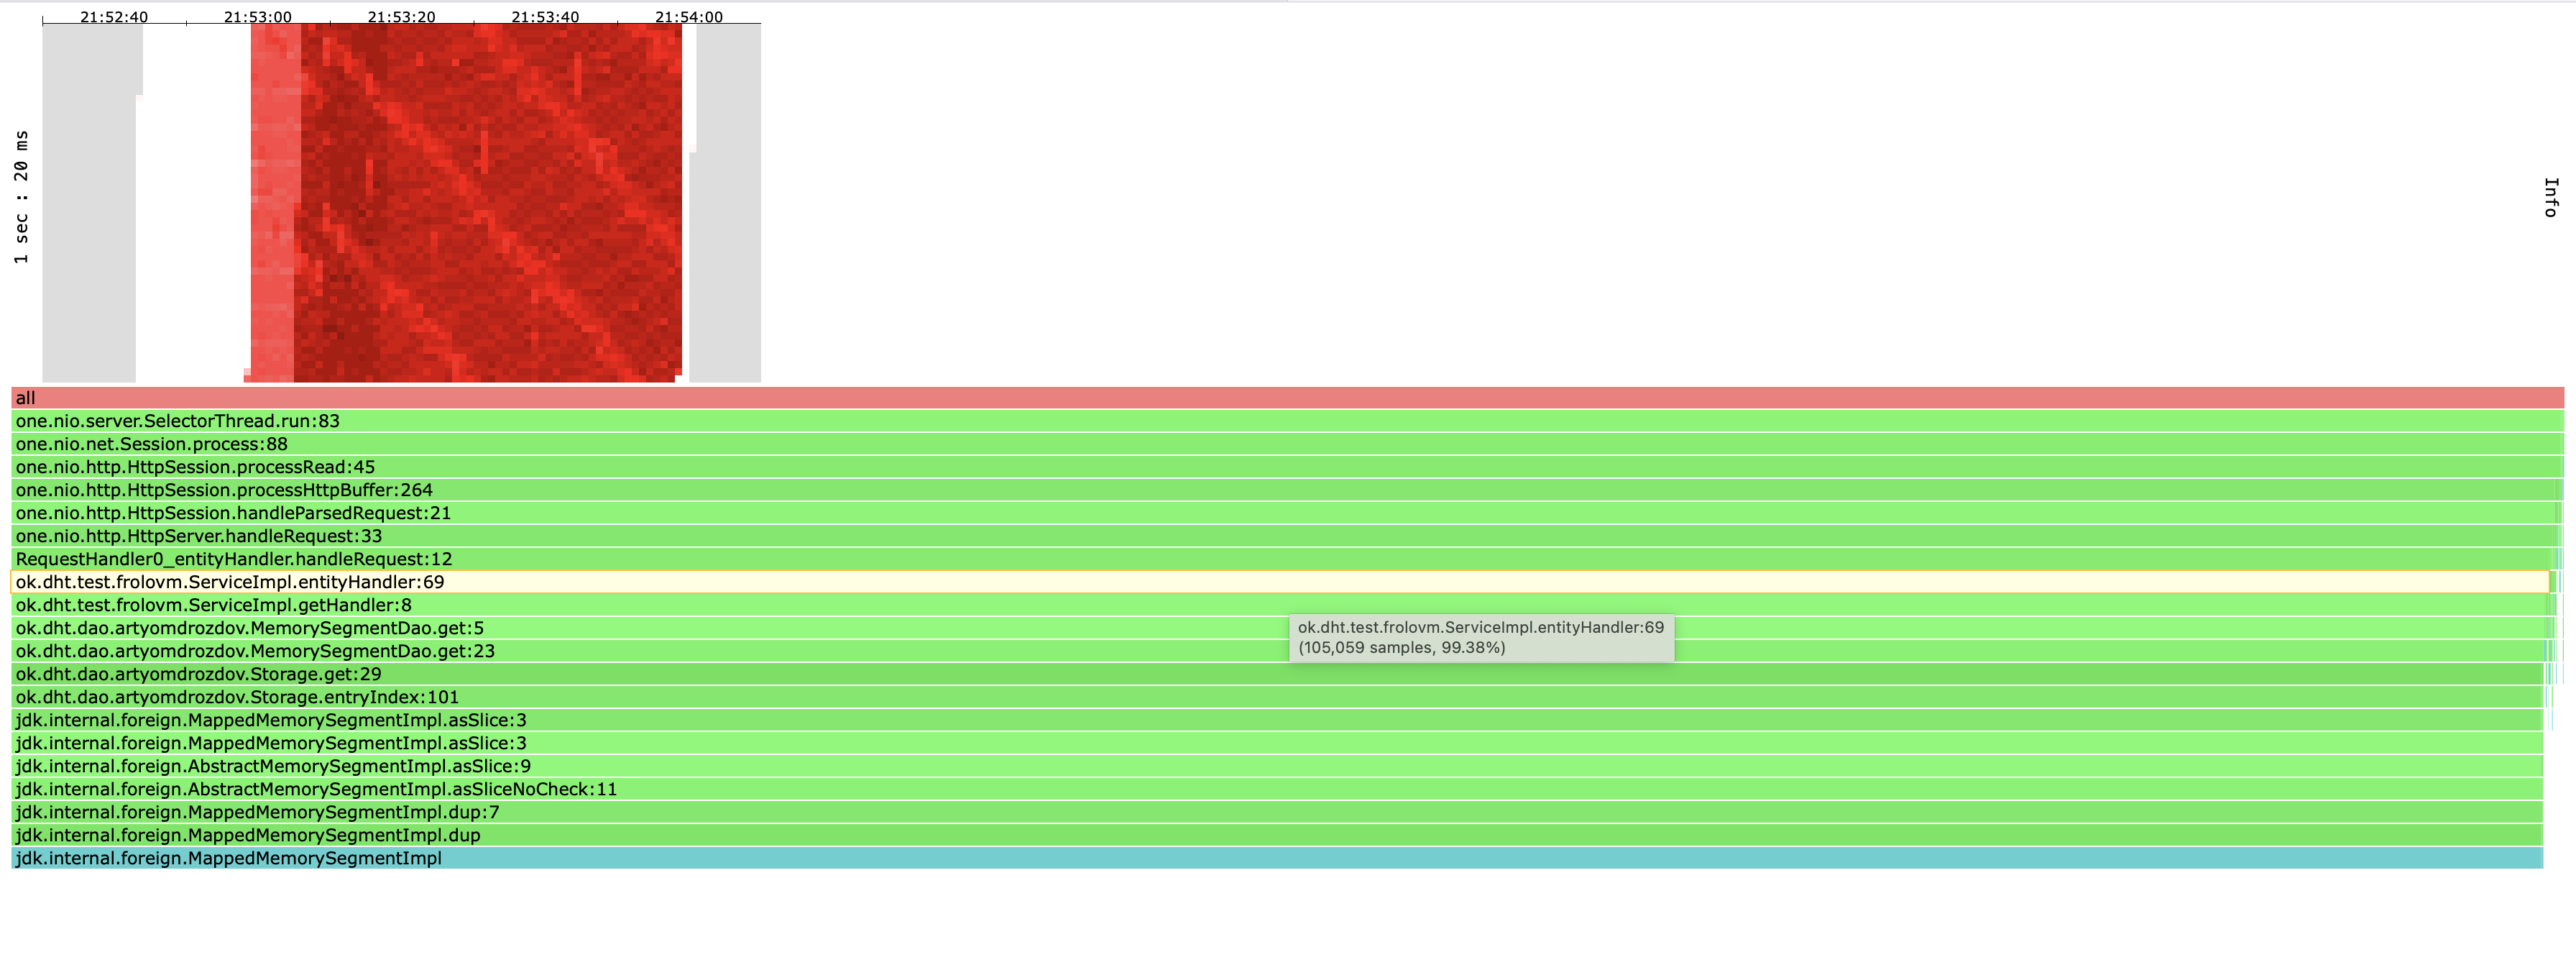 21:52:40 21:53:00 21:53:20 21:53:40 21:54:00
1 sec : 20 ms
Info
all
one.nio.server.SelectorThread.run:83
one.nio.net.Session.process:88
one.nio.http.HttpSession.processRead:45
one.nio.http.HttpSession.processHttpBuffer:264
one.nio.http.HttpSession.handleParsedRequest:21
one.nio.http.HttpServer.handleRequest:33
RequestHandler0_entityHandler.handleRequest:12
ok.dht.test.frolovm.ServiceImpl.entityHandler:69
ok.dht.test.frolovm.ServiceImpl.getHandler:8
ok.dht.dao.artyomdrozdov.MemorySegmentDao.get:5
ok.dht.test.frolovm.ServiceImpl.entityHandler:69
(105,059 samples, 99.38%)
ok.dht.dao.artyomdrozdov.MemorySegmentDao.get:23
ok.dht.dao.artyomdrozdov.Storage.get:29
ok.dht.dao.artyomdrozdov.Storage.entryIndex:101
jdk.internal.foreign.MappedMemorySegmentImpl.asSlice:3
jdk.internal.foreign.MappedMemorySegmentImpl.asSlice:3
jdk.internal.foreign.AbstractMemorySegmentImpl.asSlice:9
jdk.internal.foreign.AbstractMemorySegmentImpl.asSliceNoCheck:11
jdk.internal.foreign.MappedMemorySegmentImpl.dup:7
jdk.internal.foreign.MappedMemorySegmentImpl.dup
jdk.internal.foreign.MappedMemorySegmentImpl